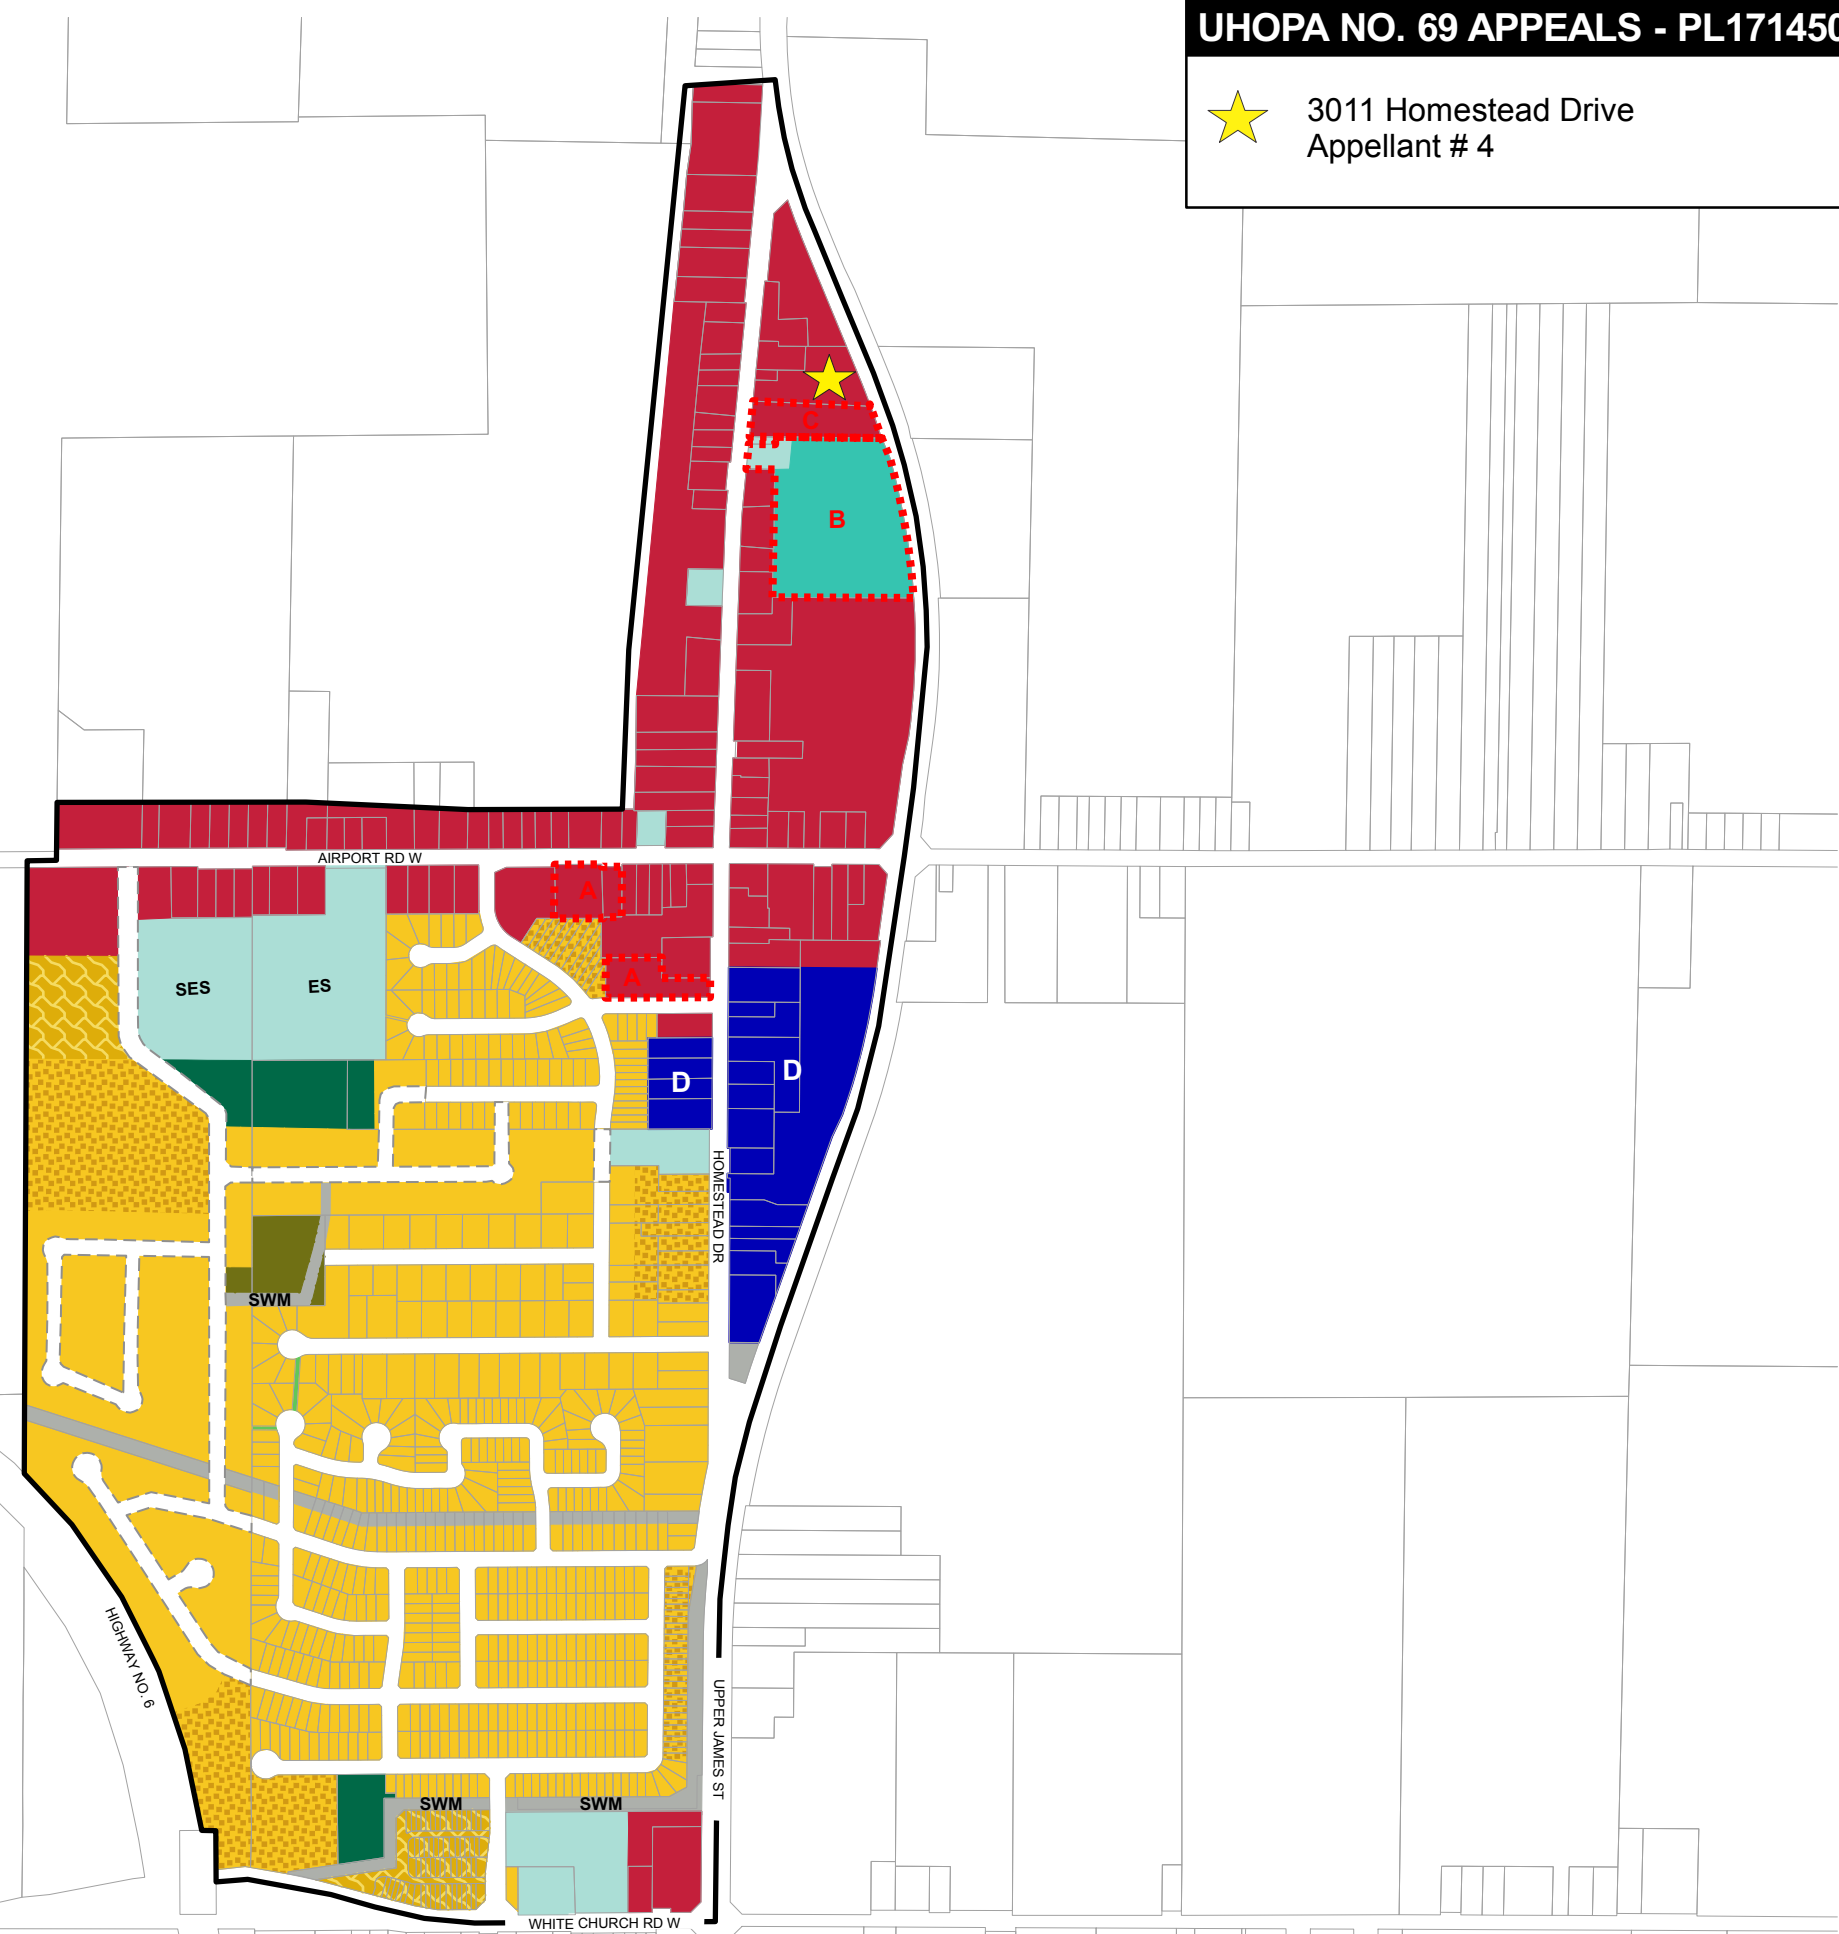 UHOPA NO. 69 APPEALS - PL171450
3011 Homestead Drive
Appellant # 4
C
B
AIRPORT RD W
A
SES
ES
A
D
D
HOMESTEAD DR
SWM
HIGHWAY NO. 6
UPPER JAMES ST
SWM
SWM
WHITE CHURCH RD W